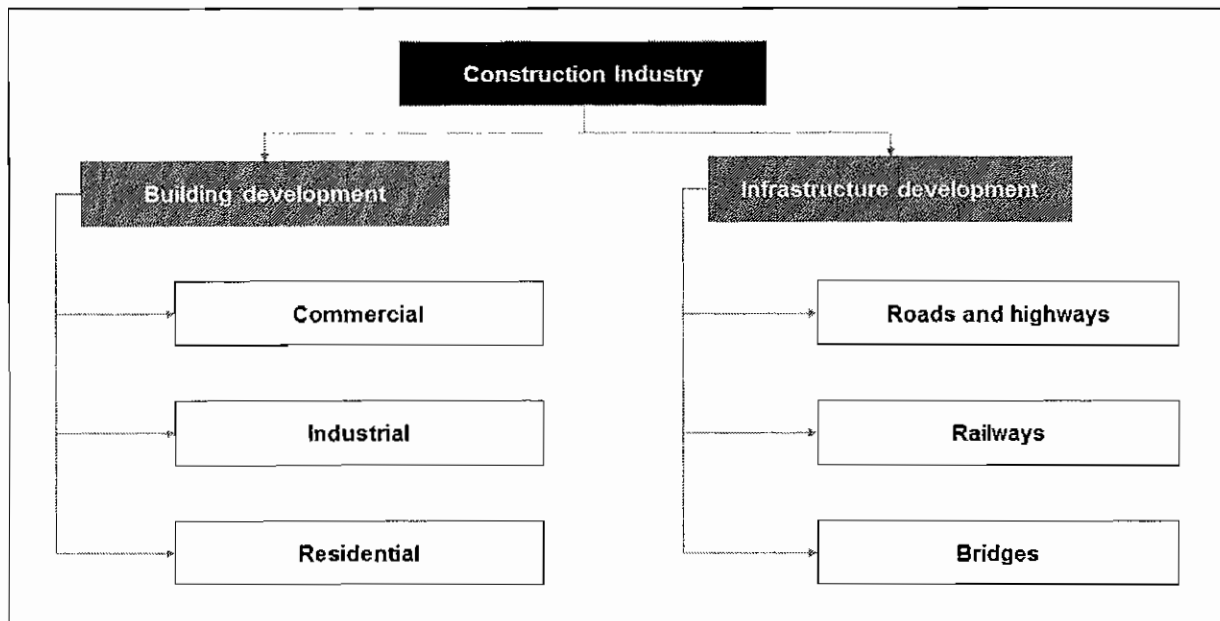 Construction Industry
Building development
Infrastructure development
Commercial
Roads and highways
Industrial
Railways
Residential
Bridges